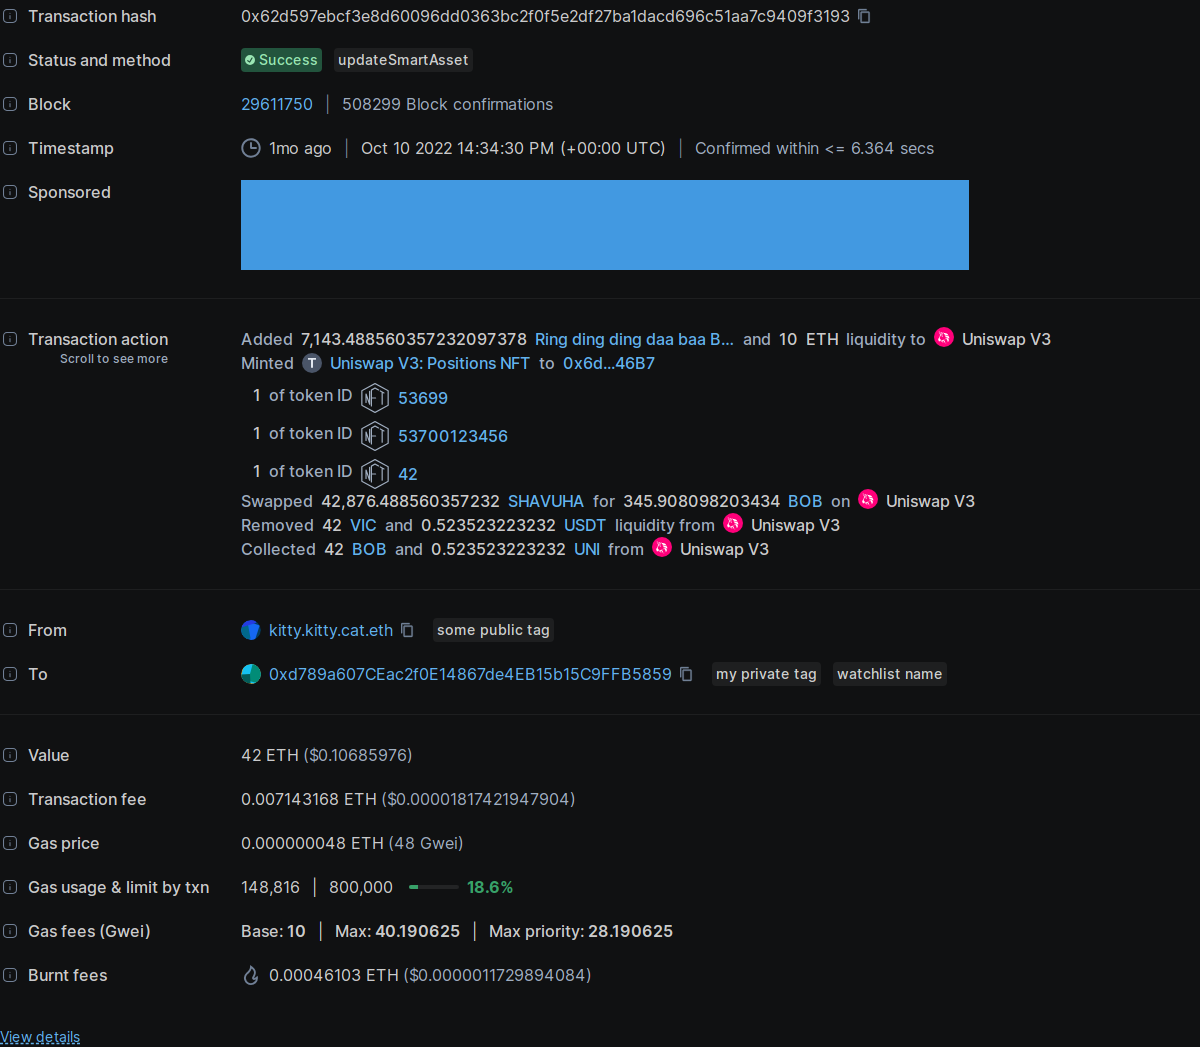 Transaction hash 0x62d597ebcf3e8d60096dd0363bc2f0f5e2df27ba1dacd696c51aa7c9409f3193
Status and method Success updateSmartAsset
Block 29611750 | 508299 Block confirmations
Timestamp 1mo ago | Oct 10 2022 14:34:30 PM (+00:00 UTC) | Confirmed within <= 6.364 secs
Sponsored
Transaction action Added 7,143.488560357232097378 Ring ding ding daa baa B... and 10 ETH liquidity to Uniswap V3
Scroll to see more
Minted T Uniswap V3: Positions NFT to 0x6d...46B7
1 of token ID NFT 53699
1 of token ID NFT 53700123456
1 of token ID NFT 42
Swapped 42,876.488560357232 SHAVUHA for 345.908098203434 BOB on Uniswap V3
Removed 42 VIC and 0.523523223232 USDT liquidity from Uniswap V3
Collected 42 BOB and 0.523523223232 UNI from Uniswap V3
From kitty.kitty.cat.eth some public tag
To 0xd789a607CEac2f0E14867de4EB15b15C9FFB5859 my private tag watchlist name
Value 42 ETH ($0.10685976)
Transaction fee 0.007143168 ETH ($0.00001817421947904)
Gas price 0.000000048 ETH (48 Gwei)
Gas usage & limit by txn 148,816 | 800,000 18.6%
Gas fees (Gwei) Base: 10 | Max: 40.190625 | Max priority: 28.190625
Burnt fees 0.00046103 ETH ($0.0000011729894084)
View details